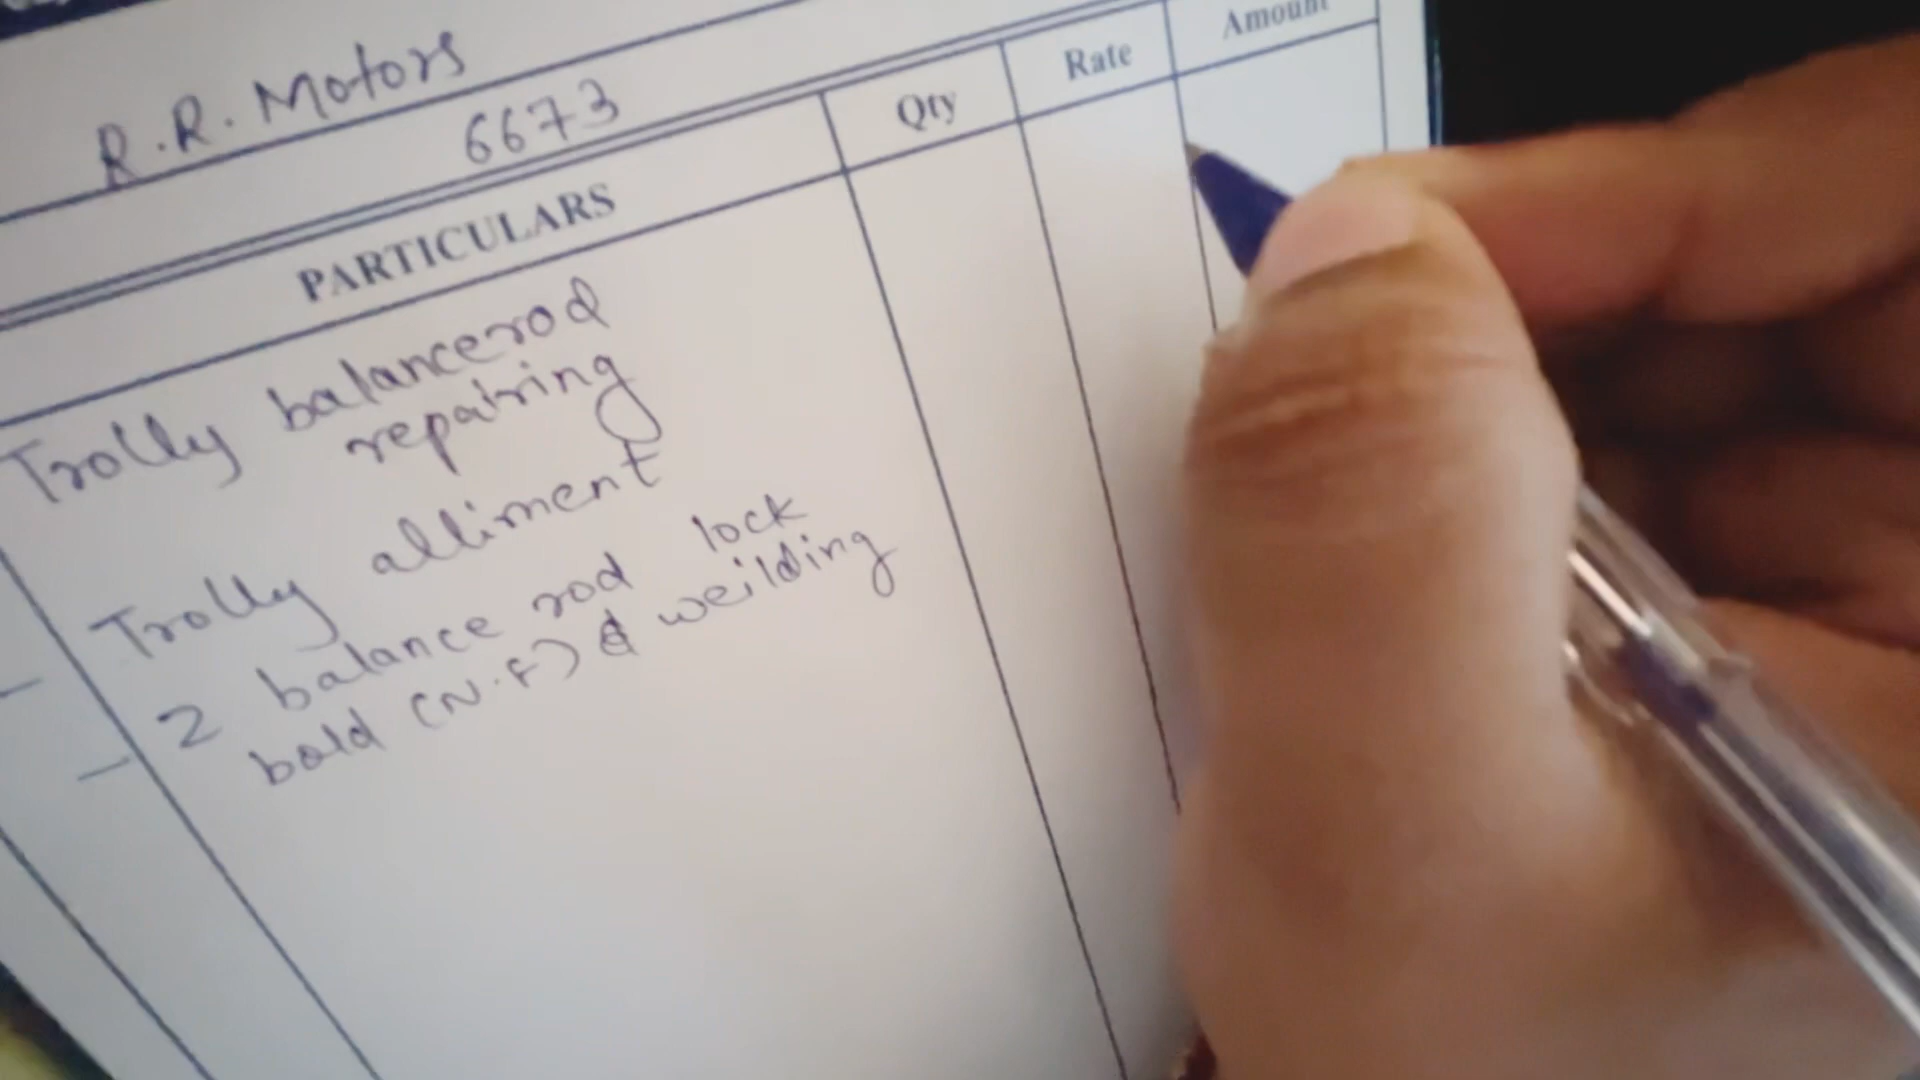 R.R. Motors
6673
PARTICULARS Qty Rate Amount
Trolly balancerod
repairing
Trolly alliment
2 balance rod lock
bold (N.F) & weilding